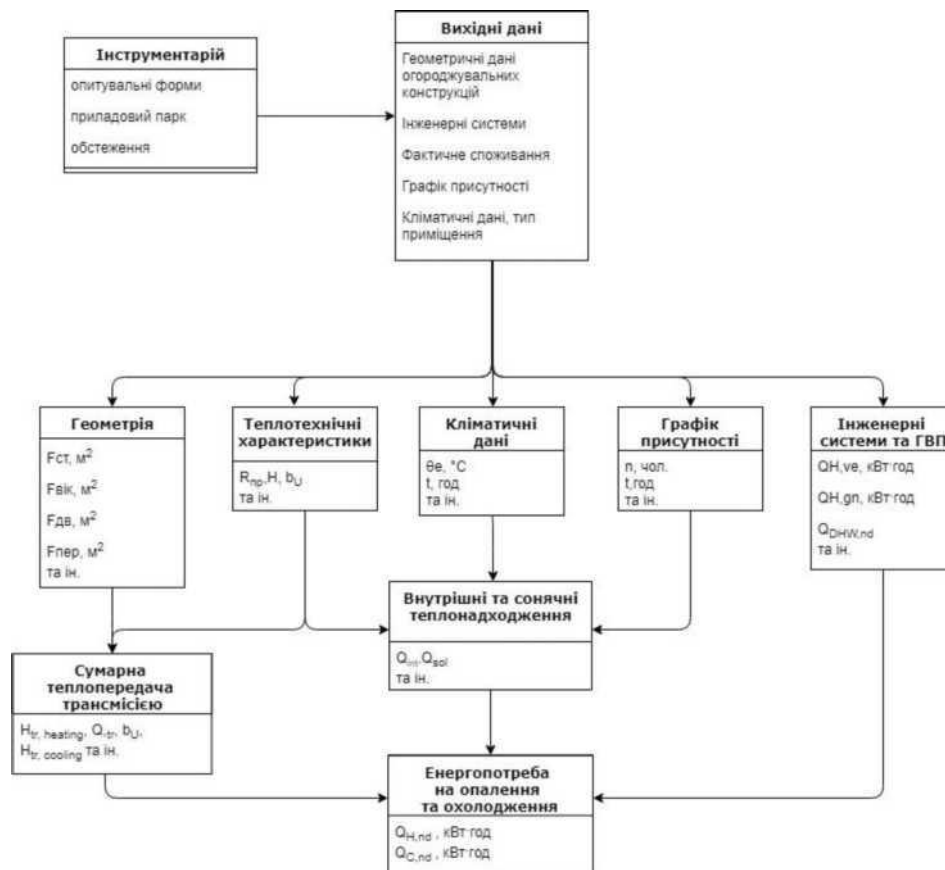 Інструментарій
опитувальні форми
приладовий парк
обстеження
Вихідні дані
Геометричні дані
огороджувальних
конструкцій
Інженерні системи
Фактичне споживання
Графік присутності
Кліматичні дані, тип
приміщення
Геометрія
Fст, м²
Fвік, м²
Fдв, м²
Fпер, м²
та ін.
Теплотехнічні
характеристики
Rпр,H, bU
та ін.
Кліматичні
дані
θe, °C
t, год
та ін.
Графік
присутності
n, чол.
t,год
та ін.
Інженерні
системи та ГВП
QH,ve, кВт·год
QH,gn, кВт·год
QDHW,nd
та ін.
Внутрішні та сонячні
теплонадходження
Qint,Qsol
та ін.
Сумарна
теплопередача
трансмісією
Htr, heating, Q,tr, bU,
Htr, cooling та ін.
Енергопотреба
на опалення
та охолодження
QH,nd , кВт·год
QC,nd , кВт·год